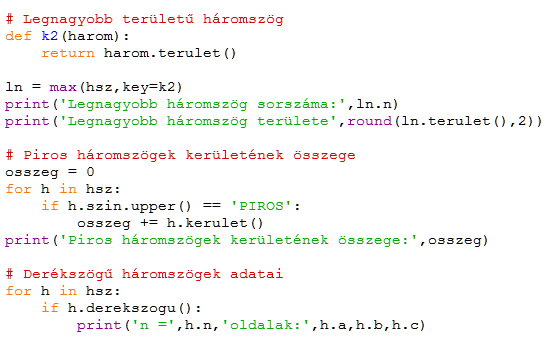 # Legnagyobb területű háromszög
def k2(harom):
    return harom.terulet()

ln = max(hsz,key=k2)
print('Legnagyobb háromszög sorszáma:',ln.n)
print('Legnagyobb háromszög területe',round(ln.terulet(),2))

# Piros háromszögek kerületének összege
osszeg = 0
for h in hsz:
    if h.szin.upper() == 'PIROS':
        osszeg += h.kerulet()
print('Piros háromszögek kerületének összege:',osszeg)

# Derékszögű háromszögek adatai
for h in hsz:
    if h.derekszogu():
        print('n =',h.n,'oldalak:',h.a,h.b,h.c)